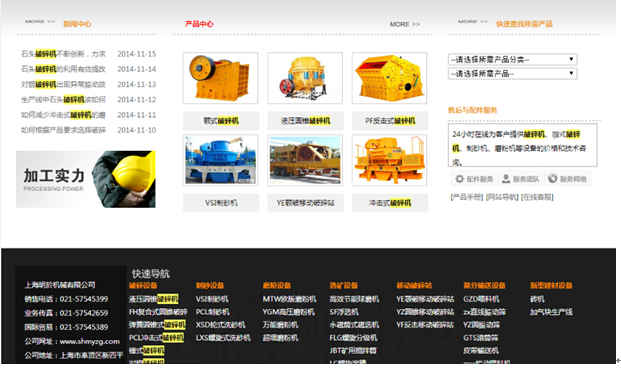 MORE >> 新闻中心
石头破碎机不断创新，力求 2014-11-15
石头破碎机的利用有效提改 2014-11-14
对辊破碎机出现异常振动故 2014-11-13
生产线中石头破碎机该如何 2014-11-12
如何减少冲击式破碎机的磨 2014-11-11
如何根据产品要求选择破碎 2014-11-10
加工实力
PROCESSING POWER
产品中心 MORE >>
颚式破碎机 液压圆锥破碎机 PF反击式破碎机
VSI制砂机 YE颚破移动破碎站 冲击式破碎机
MORE >> 快速查找所需产品
--请选择所需产品分类--
--请选择所需产品--
售后与配件服务
24小时在线为客户提供破碎机、颚式破碎
机、制砂机、磨粉机等设备的价格和技术咨
询。
配件服务 服务团队 服务网络
[产品手册] [网站导航] [在线客服]
上海明於机械有限公司
销售电话：021-57545399
业务传真：021-57542659
国际贸易：021-54545389
公司网址：www.shmyzg.com
公司地址：上海市奉贤区新四平
快速导航
破碎设备
液压圆锥破碎机
FH复合式圆锥破碎
弹簧圆锥式破碎机
PCL冲击式破碎机
锤式破碎机
制砂设备
VSI制砂机
PCL制砂机
XSD轮式洗砂机
LXS螺旋式洗砂机
磨粉设备
MTW欧版磨粉机
YGM高压磨粉机
万能磨粉机
超细磨粉机
选矿设备
高效节能球磨机
SF浮选机
永磁筒式磁选机
FLG螺旋分级机
JBT矿用搅拌筒
移动破碎站
YE颚破移动破碎站
YZ圆锥移动破碎站
YF反击移动破碎站
筛分输送设备
GZD喂料机
zx直线振动筛
YZ圆振动筛
GTS滚筒筛
皮带输送机
新型建材设备
砖机
加气块生产线